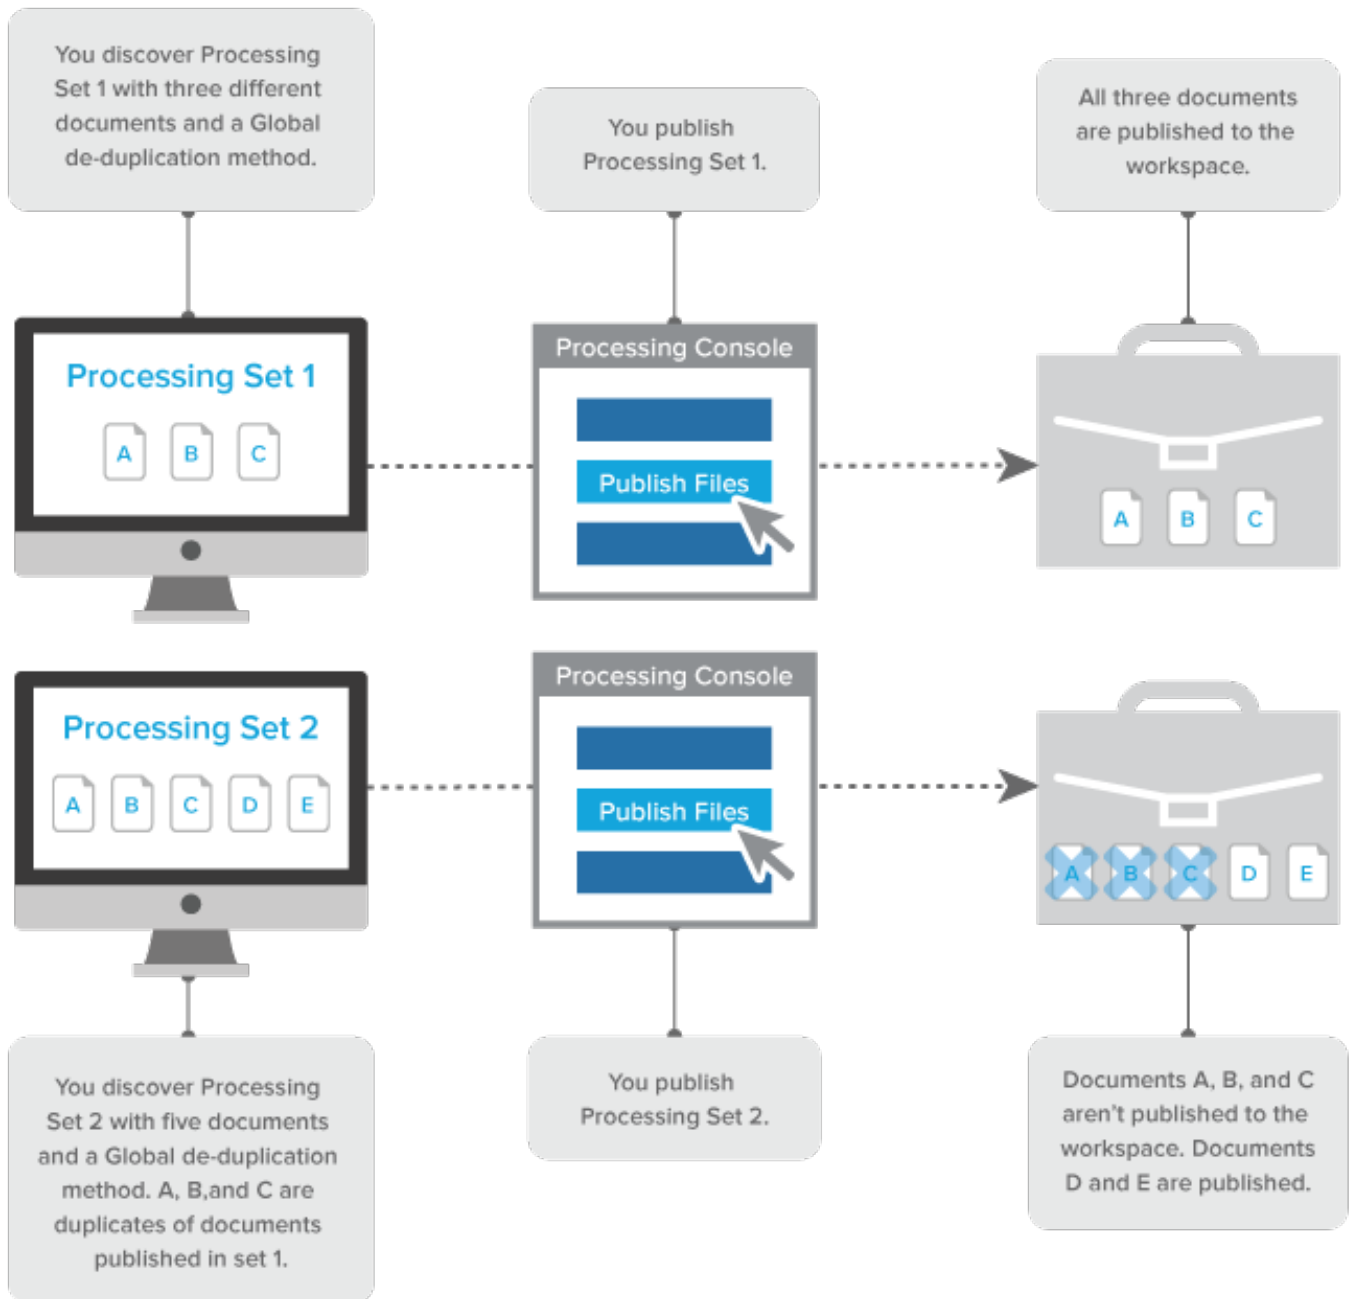 You discover Processing
Set 1 with three different
documents and a Global
de-duplication method.
You publish
Processing Set 1.
All three documents
are published to the
workspace.
Processing Set 1
A B C
Processing Console
Publish Files
A B C
Processing Set 2
A B C D E
Processing Console
Publish Files
A B C D E
You discover Processing
Set 2 with five documents
and a Global de-duplication
method. A, B,and C are
duplicates of documents
published in set 1.
You publish
Processing Set 2.
Documents A, B, and C
aren't published to the
workspace. Documents
D and E are published.